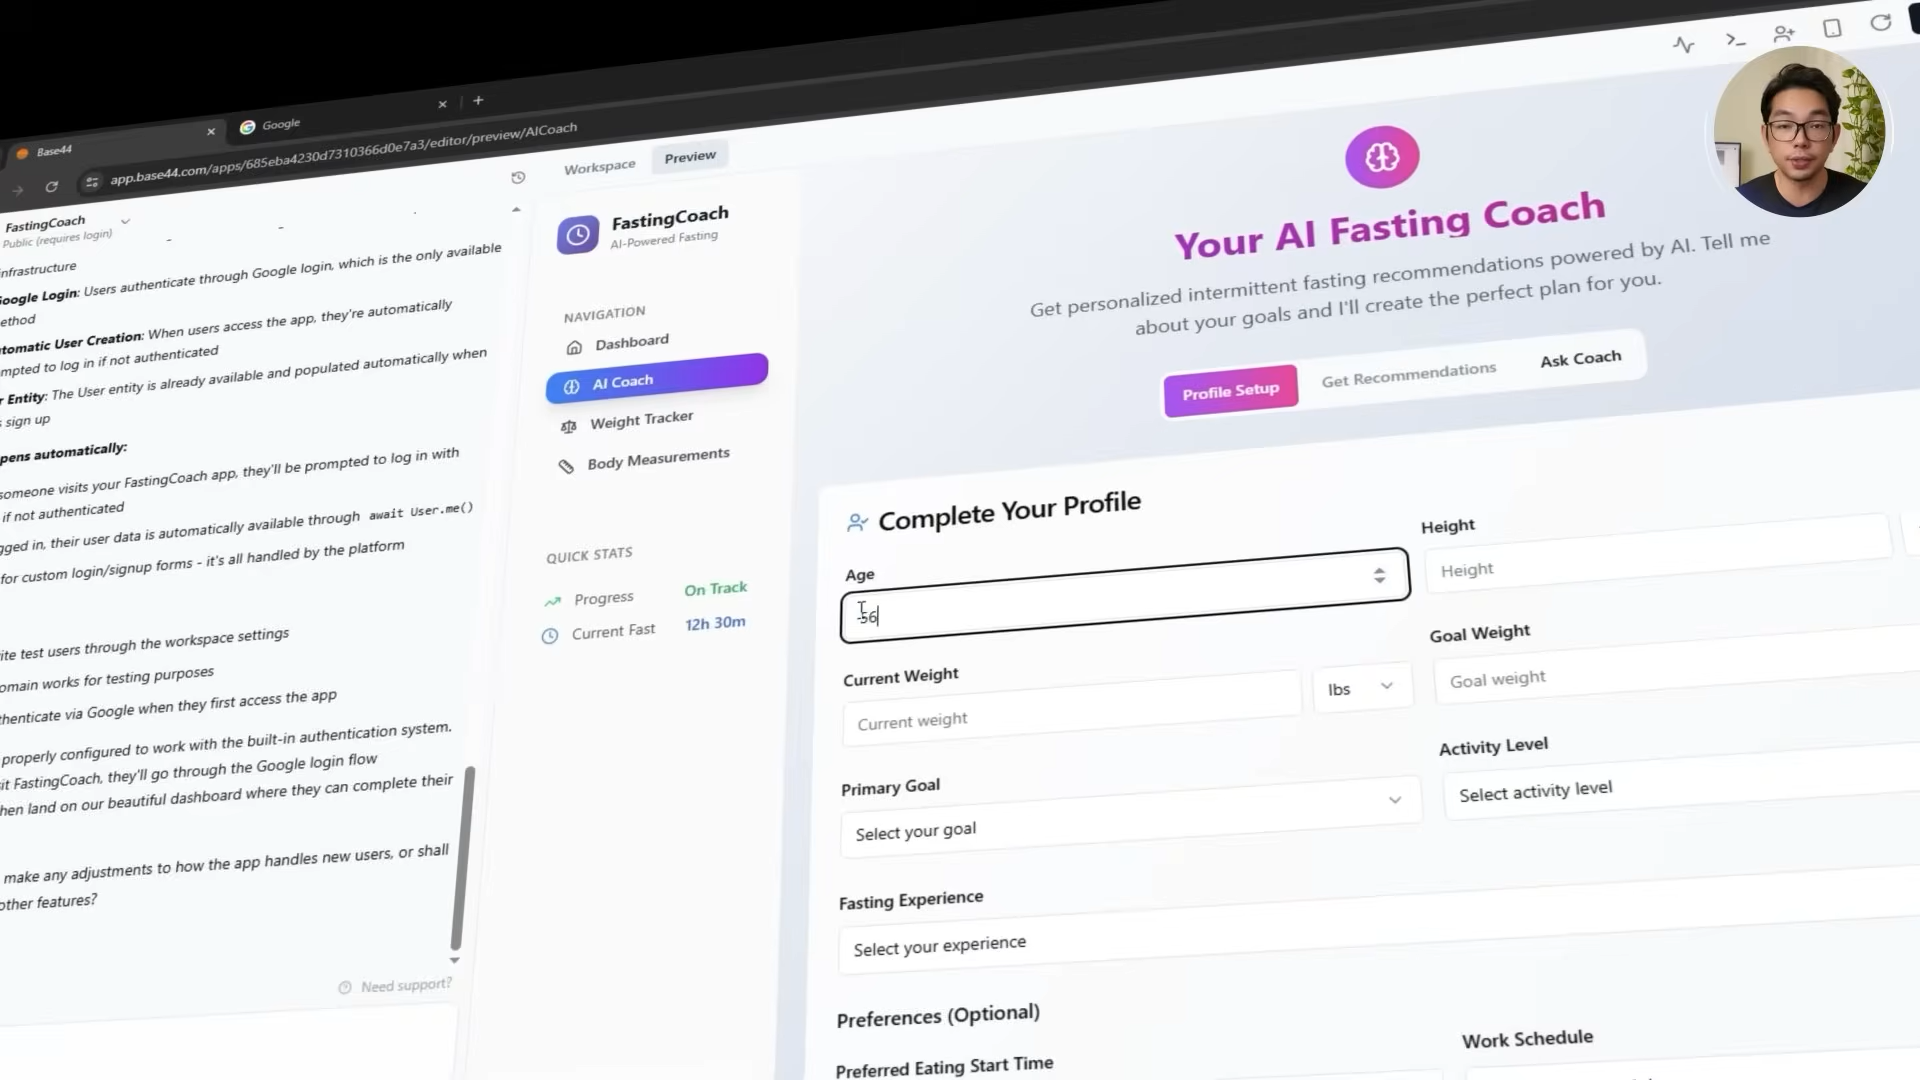 Base44
Google
app.base44.com/apps/685eba4230d7310366d0e7a3/editor/preview/AICoach
FastingCoach
Public (requires login)
Workspace
Preview
infrastructure
Google Login: Users authenticate through Google login, which is the only available
ethod
utomatic User Creation: When users access the app, they're automatically
mpted to log in if not authenticated
r Entity: The User entity is already available and populated automatically when
s sign up
pens automatically:
someone visits your FastingCoach app, they'll be prompted to log in with
if not authenticated
gged in, their user data is automatically available through await User.me()
for custom login/signup forms - it's all handled by the platform
ite test users through the workspace settings
omain works for testing purposes
thenticate via Google when they first access the app
properly configured to work with the built-in authentication system.
it FastingCoach, they'll go through the Google login flow
hen land on our beautiful dashboard where they can complete their
make any adjustments to how the app handles new users, or shall
other features?
Need support?
FastingCoach
AI-Powered Fasting
NAVIGATION
Dashboard
AI Coach
Weight Tracker
Body Measurements
QUICK STATS
Progress On Track
Current Fast 12h 30m
Your AI Fasting Coach
Get personalized intermittent fasting recommendations powered by AI. Tell me
about your goals and I'll create the perfect plan for you.
Profile Setup
Get Recommendations
Ask Coach
Complete Your Profile
Age
-56
Height
Height
Current Weight
Current weight
lbs
Goal Weight
Goal weight
Primary Goal
Select your goal
Activity Level
Select activity level
Fasting Experience
Select your experience
Preferences (Optional)
Preferred Eating Start Time
Work Schedule